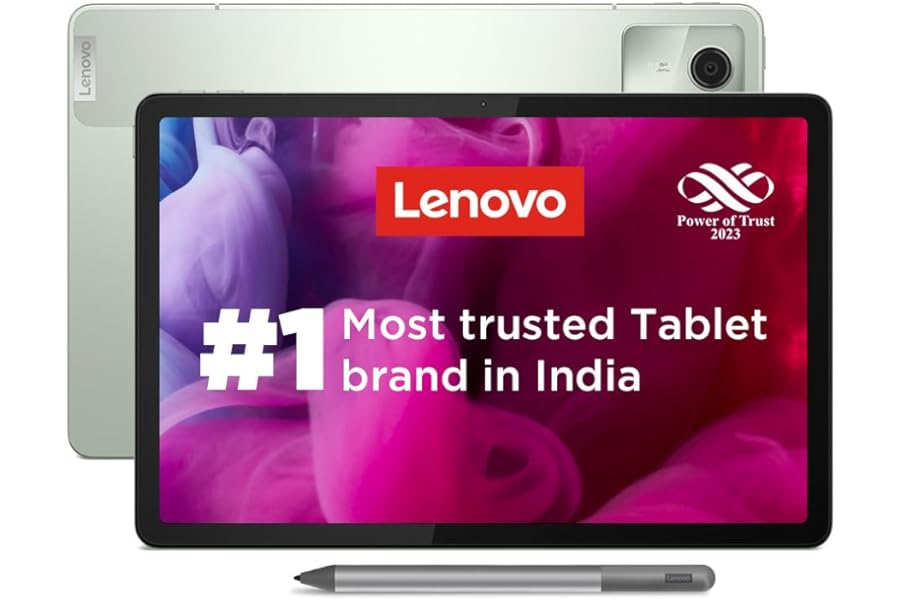 Lenovo
Lenovo
Power of Trust
2023
#1 Most trusted Tablet
brand in India
Lenovo